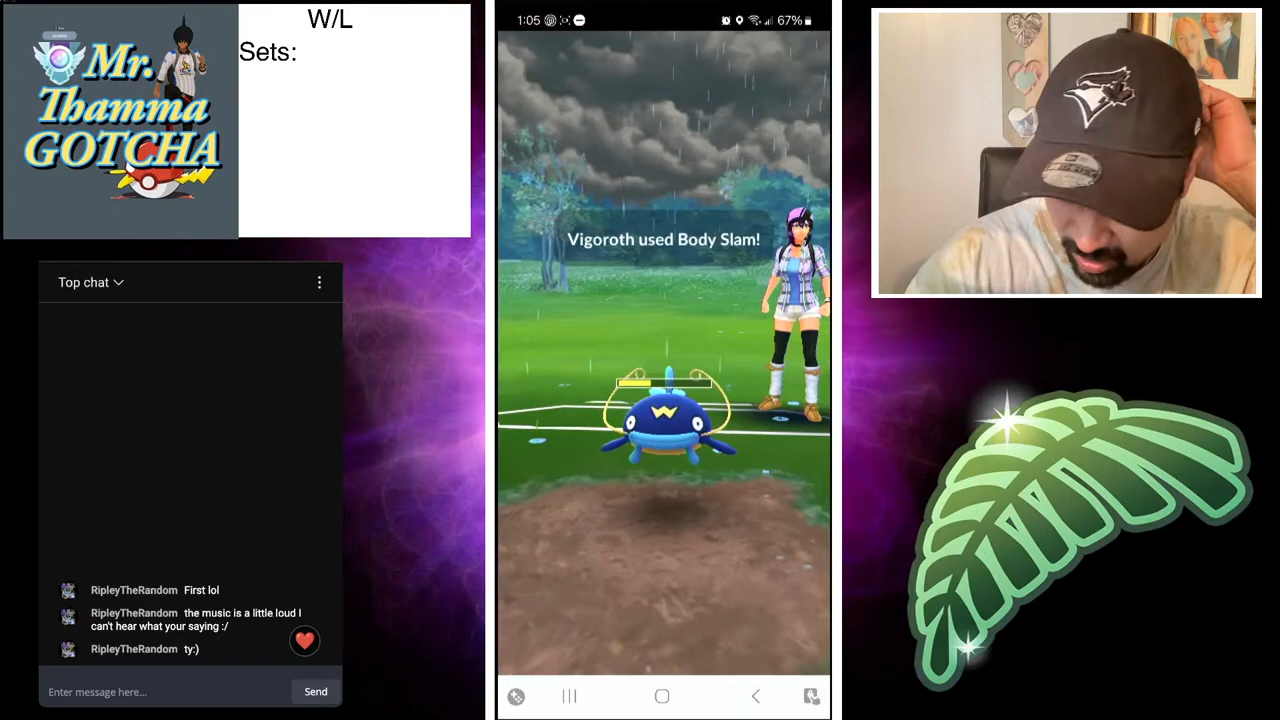 W/L
Sets:
Mr.
Thamma
GOTCHA
1:05
67%
Vigoroth used Body Slam!
Top chat
RipleyTheRandom First lol
RipleyTheRandom the music is a little loud I
can't hear what your saying :/
RipleyTheRandom ty:)
Enter message here...
Send